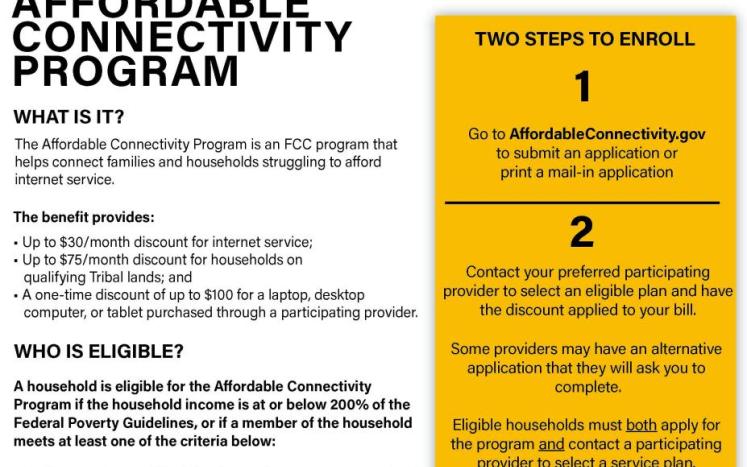 AFFORDABLE
CONNECTIVITY
PROGRAM
WHAT IS IT?
The Affordable Connectivity Program is an FCC program that
helps connect families and households struggling to afford
internet service.
The benefit provides:
• Up to $30/month discount for internet service;
• Up to $75/month discount for households on
qualifying Tribal lands; and
• A one-time discount of up to $100 for a laptop, desktop
computer, or tablet purchased through a participating provider.
WHO IS ELIGIBLE?
A household is eligible for the Affordable Connectivity
Program if the household income is at or below 200% of the
Federal Poverty Guidelines, or if a member of the household
meets at least one of the criteria below:
TWO STEPS TO ENROLL
1
Go to AffordableConnectivity.gov
to submit an application or
print a mail-in application
2
Contact your preferred participating
provider to select an eligible plan and have
the discount applied to your bill.
Some providers may have an alternative
application that they will ask you to
complete.
Eligible households must both apply for
the program and contact a participating
provider to select a service plan.